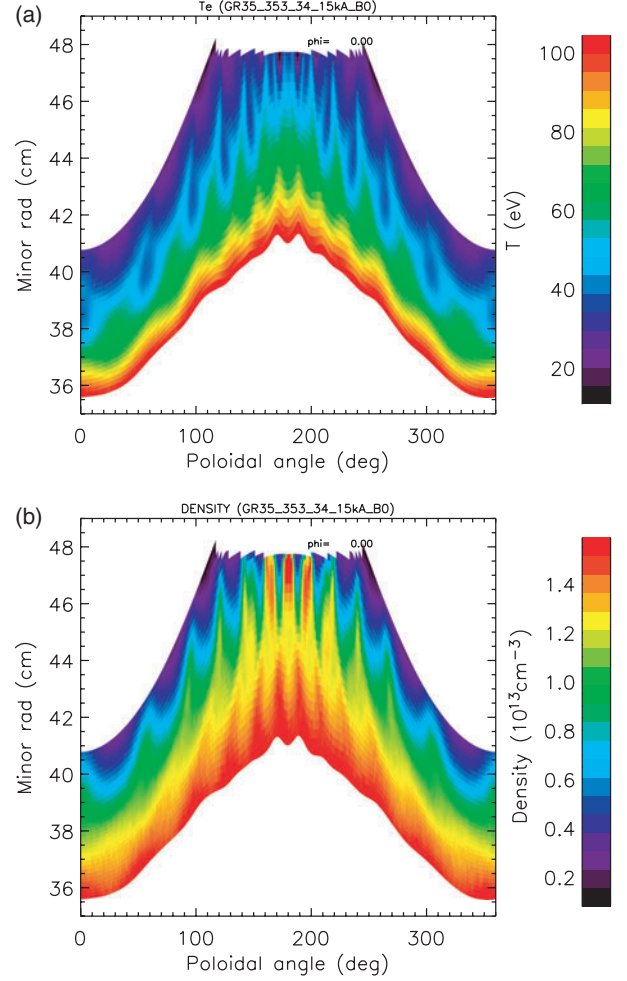 (a)
Te (GR35_353_34_15kA_B0)
phi= 0.00
48
46
44
42
40
38
36
Minor rad (cm)
0
100
200
300
Poloidal angle (deg)
100
80
60
40
20
T (eV)
(b)
DENSITY (GR35_353_34_15kA_B0)
phi= 0.00
48
46
44
42
40
38
36
Minor rad (cm)
0
100
200
300
Poloidal angle (deg)
1.4
1.2
1.0
0.8
0.6
0.4
0.2
Density (10¹³cm−³)